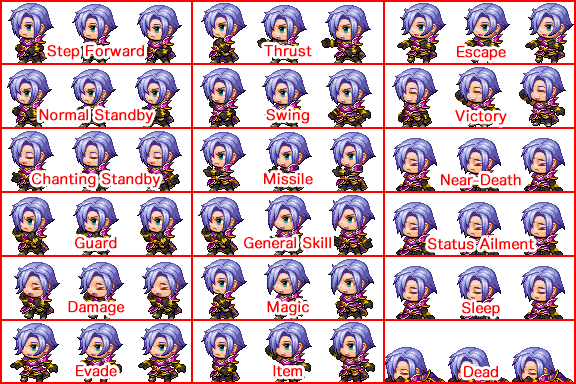 Step Forward
Thrust
Escape
Normal Standby
Swing
Victory
Chanting Standby
Missile
Near-Death
Guard
General Skill
Status Ailment
Damage
Magic
Sleep
Evade
Item
Dead